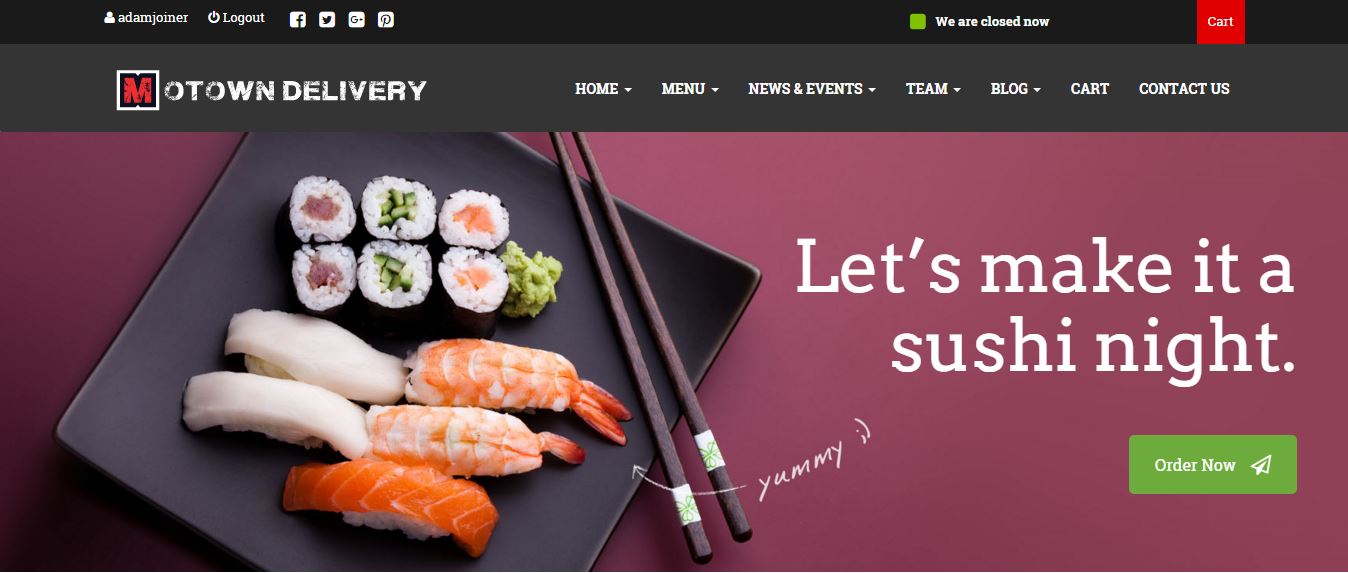 adamjoiner Logout We are closed now Cart
MOTOWN DELIVERY HOME MENU NEWS & EVENTS TEAM BLOG CART CONTACT US
Let's make it a
sushi night.
yummy ;)
Order Now